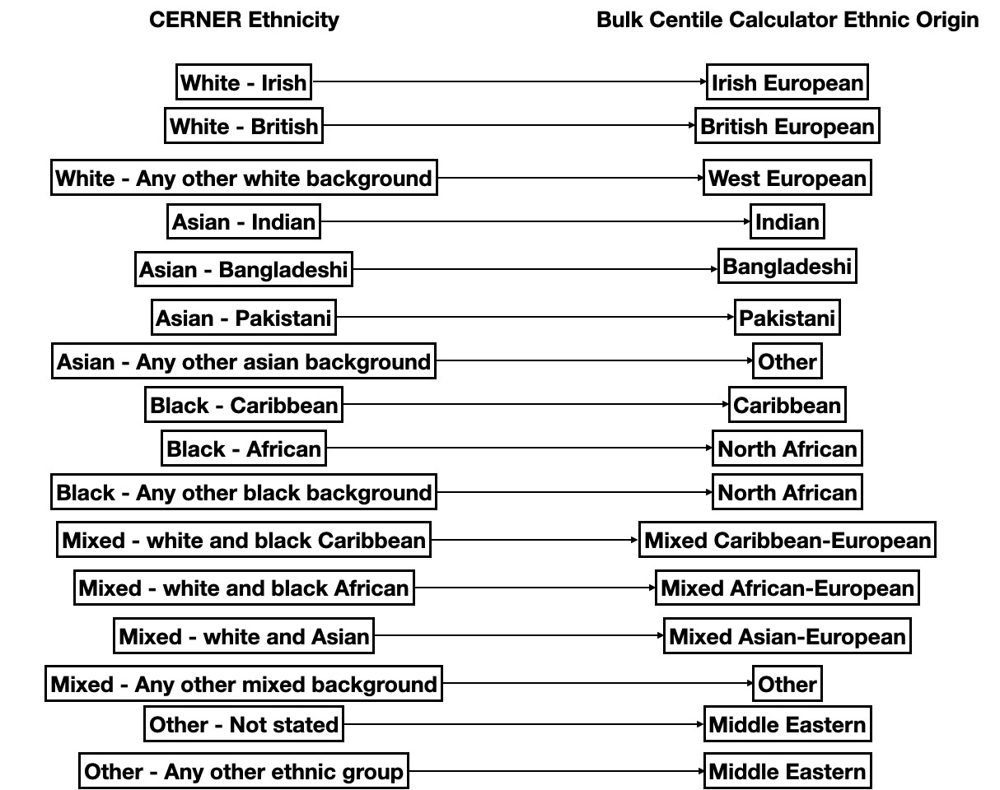 CERNER Ethnicity Bulk Centile Calculator Ethnic Origin
White - Irish Irish European
White - British British European
White - Any other white background West European
Asian - Indian Indian
Asian - Bangladeshi Bangladeshi
Asian - Pakistani Pakistani
Asian - Any other asian background Other
Black - Caribbean Caribbean
Black - African North African
Black - Any other black background North African
Mixed - white and black Caribbean Mixed Caribbean-European
Mixed - white and black African Mixed African-European
Mixed - white and Asian Mixed Asian-European
Mixed - Any other mixed background Other
Other - Not stated Middle Eastern
Other - Any other ethnic group Middle Eastern